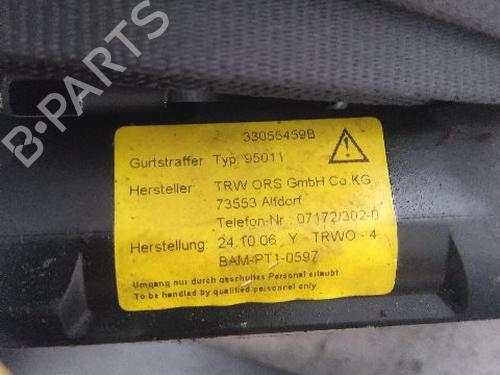 33055459B
Gurtstraffer Typ: 95011
Hersteller: TRW ORS GmbH Co KG
73553 Alfdorf
Telefon-Nr.: 07172/302-0
Herstellung: 24.10.06 Y - TRWO - 4
BAM-PT1-0597
Umgang nur durch geschultes Personal erlaubt
To be handled by qualified personnel only
B-PARTS